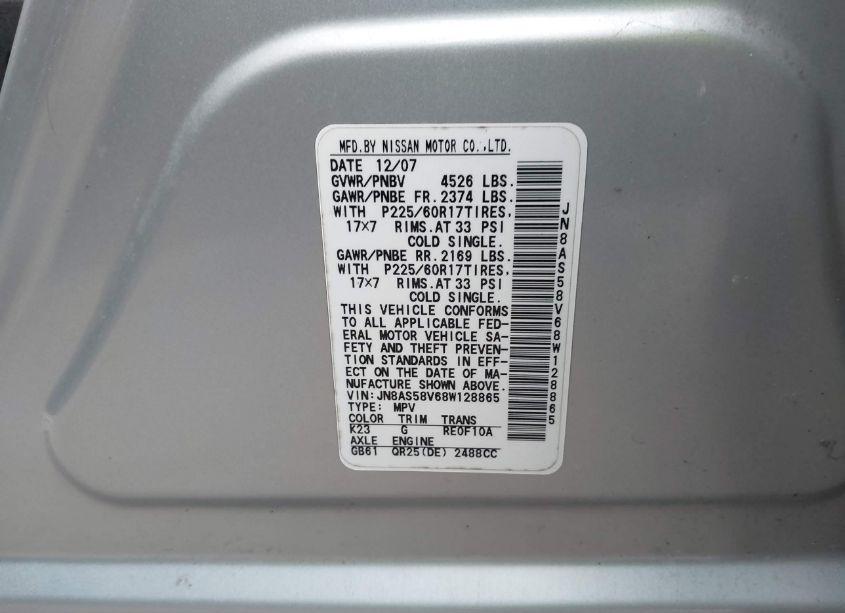 MFD.BY NISSAN MOTOR CO.,LTD.
DATE 12/07
GVWR/PNBV 4526 LBS.
GAWR/PNBE FR. 2374 LBS.
WITH P225/60R17TIRES,
17×7 RIMS.AT 33 PSI
COLD SINGLE.
GAWR/PNBE RR. 2169 LBS.
WITH P225/60R17TIRES,
17×7 RIMS.AT 33 PSI
COLD SINGLE.
THIS VEHICLE CONFORMS
TO ALL APPLICABLE FED-
ERAL MOTOR VEHICLE SA-
FETY AND THEFT PREVEN-
TION STANDARDS IN EFF-
ECT ON THE DATE OF MA-
NUFACTURE SHOWN ABOVE.
VIN:JN8AS58V68W128865
TYPE: MPV
COLOR TRIM TRANS
K23 G RE0F10A
AXLE ENGINE
GB61 QR25(DE) 2488CC
JN8AS58V68W128865